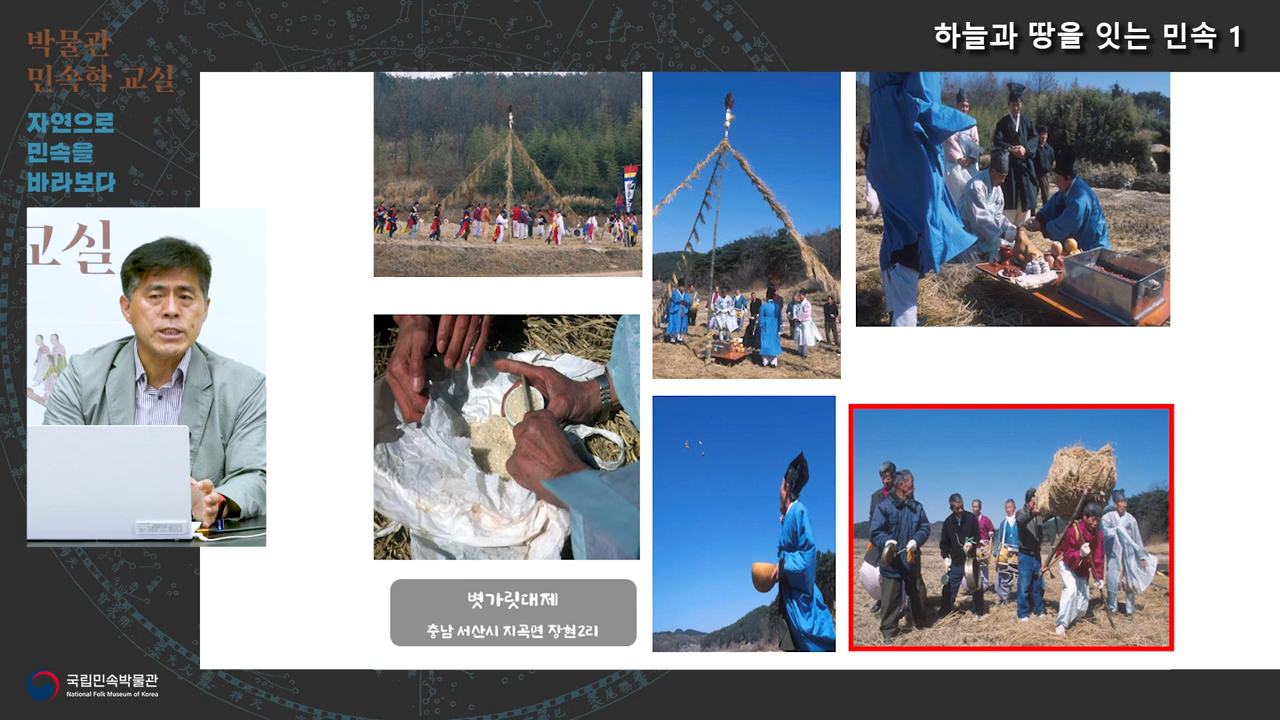 하늘과 땅을 잇는 민속 1
박물관
민속학 교실
자연으로
민속을
바라보다
교실
볏가릿대제
충남 서산시 지곡면 장현2리
국립민속박물관
National Folk Museum of Korea